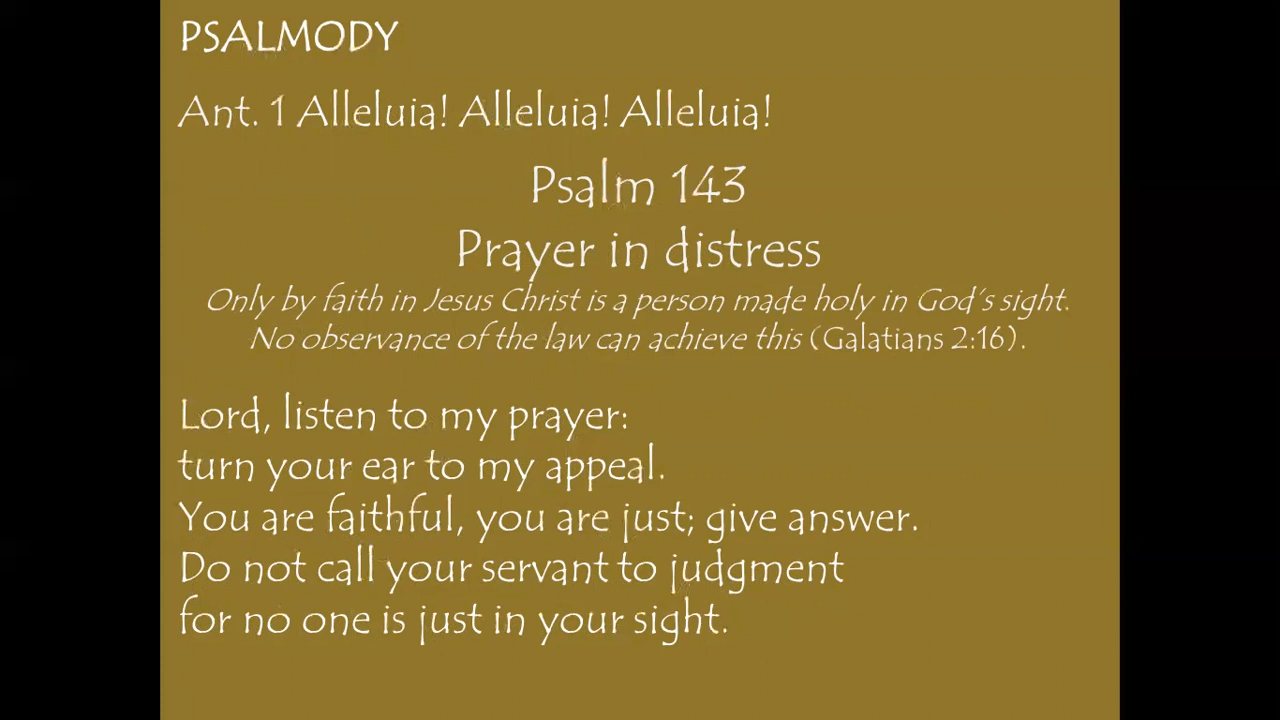 PSALMODY
Ant. 1 Alleluia! Alleluia! Alleluia!
Psalm 143
Prayer in distress
Only by faith in Jesus Christ is a person made holy in God's sight.
No observance of the law can achieve this (Galatians 2:16).
Lord, listen to my prayer:
turn your ear to my appeal.
You are faithful, you are just; give answer.
Do not call your servant to judgment
for no one is just in your sight.